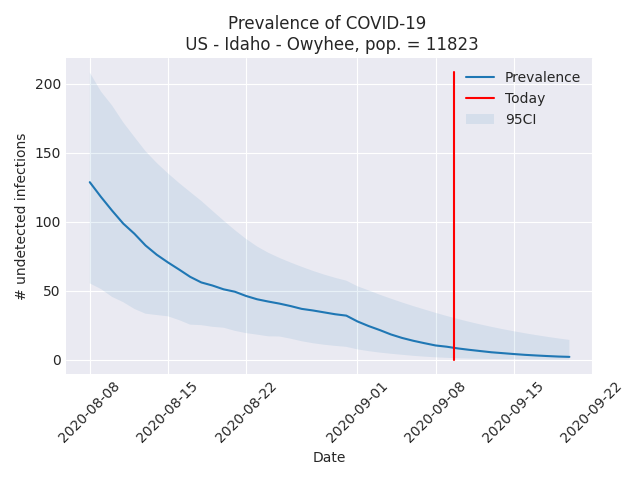 Prevalence of COVID-19
US - Idaho - Owyhee, pop. = 11823
Prevalence
Today
95CI
# undetected infections
200
150
100
50
0
2020-08-08
2020-08-15
2020-08-22
2020-09-01
2020-09-08
2020-09-15
2020-09-22
Date